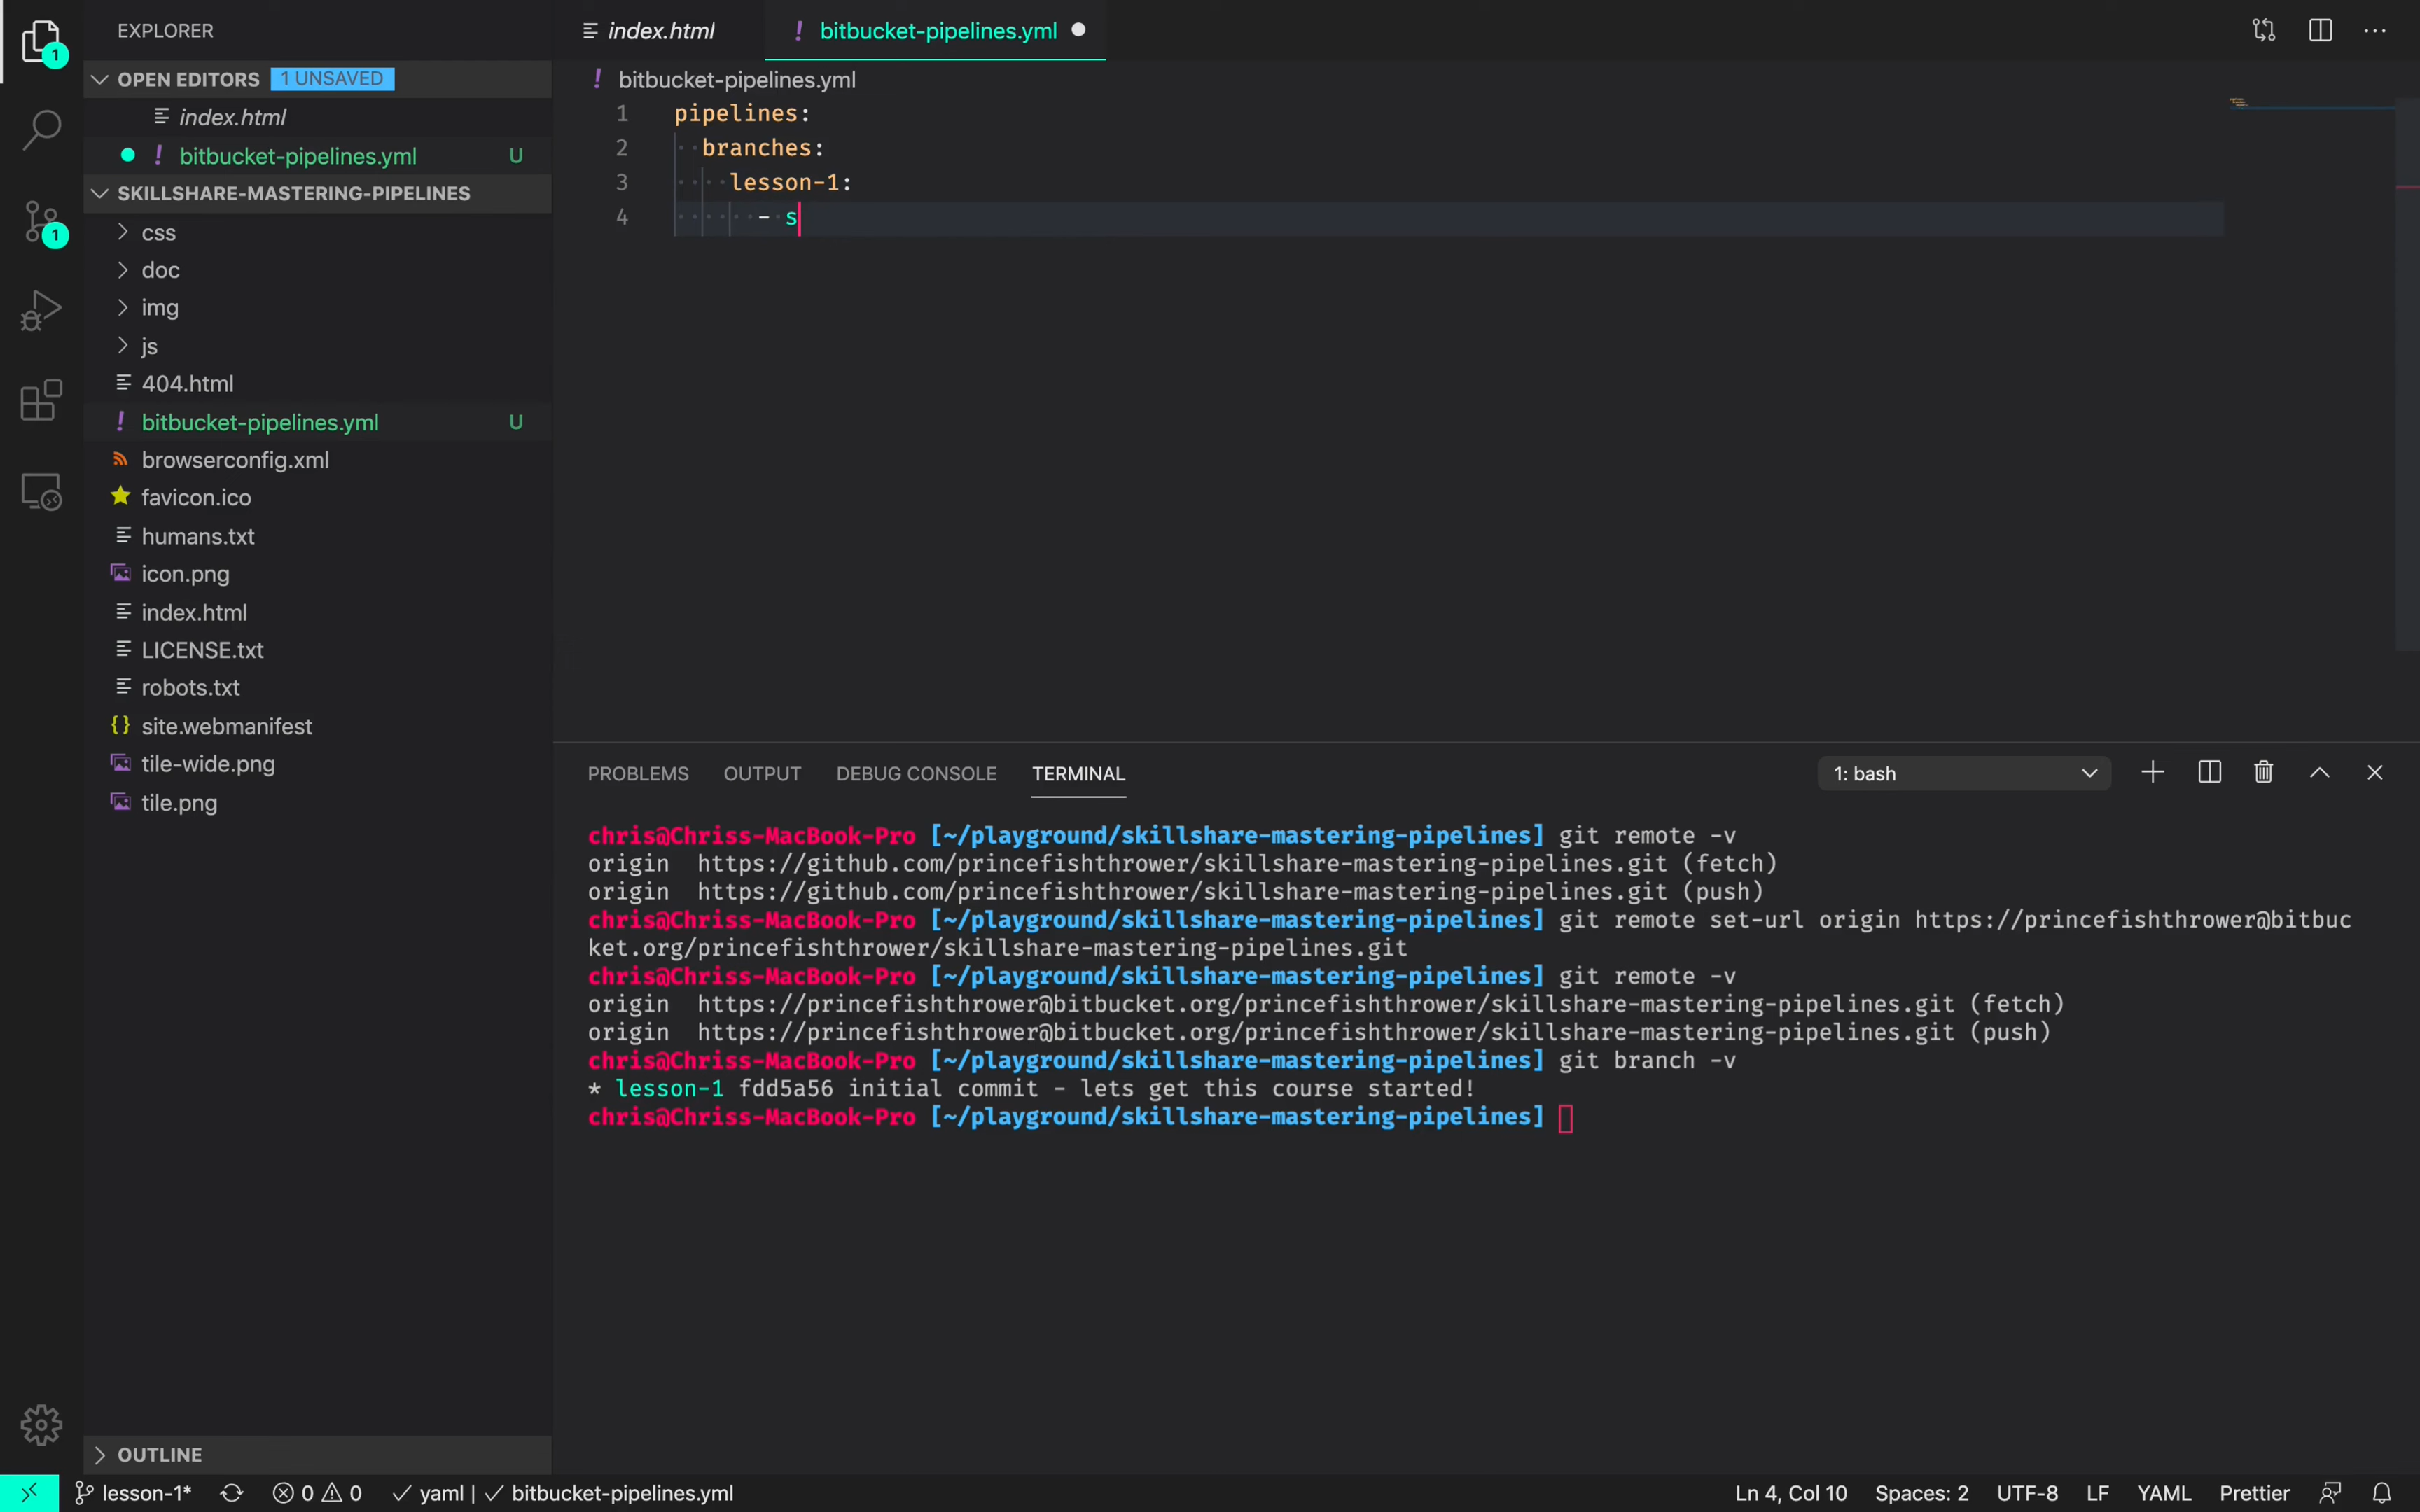 EXPLORER
OPEN EDITORS 1 UNSAVED
index.html
! bitbucket-pipelines.yml U
SKILLSHARE-MASTERING-PIPELINES
css
doc
img
js
404.html
! bitbucket-pipelines.yml U
browserconfig.xml
favicon.ico
humans.txt
icon.png
index.html
LICENSE.txt
robots.txt
{} site.webmanifest
tile-wide.png
tile.png
OUTLINE
1
1
index.html ! bitbucket-pipelines.yml
! bitbucket-pipelines.yml
1 pipelines:
2 branches:
3 lesson-1:
4 - s
PROBLEMS OUTPUT DEBUG CONSOLE TERMINAL 1: bash
chris@Chriss-MacBook-Pro [~/playground/skillshare-mastering-pipelines] git remote -v
origin https://github.com/princefishthrower/skillshare-mastering-pipelines.git (fetch)
origin https://github.com/princefishthrower/skillshare-mastering-pipelines.git (push)
chris@Chriss-MacBook-Pro [~/playground/skillshare-mastering-pipelines] git remote set-url origin https://princefishthrower@bitbuc
ket.org/princefishthrower/skillshare-mastering-pipelines.git
chris@Chriss-MacBook-Pro [~/playground/skillshare-mastering-pipelines] git remote -v
origin https://princefishthrower@bitbucket.org/princefishthrower/skillshare-mastering-pipelines.git (fetch)
origin https://princefishthrower@bitbucket.org/princefishthrower/skillshare-mastering-pipelines.git (push)
chris@Chriss-MacBook-Pro [~/playground/skillshare-mastering-pipelines] git branch -v
* lesson-1 fdd5a56 initial commit - lets get this course started!
chris@Chriss-MacBook-Pro [~/playground/skillshare-mastering-pipelines]
lesson-1* 0 0 yaml | bitbucket-pipelines.yml Ln 4, Col 10 Spaces: 2 UTF-8 LF YAML Prettier